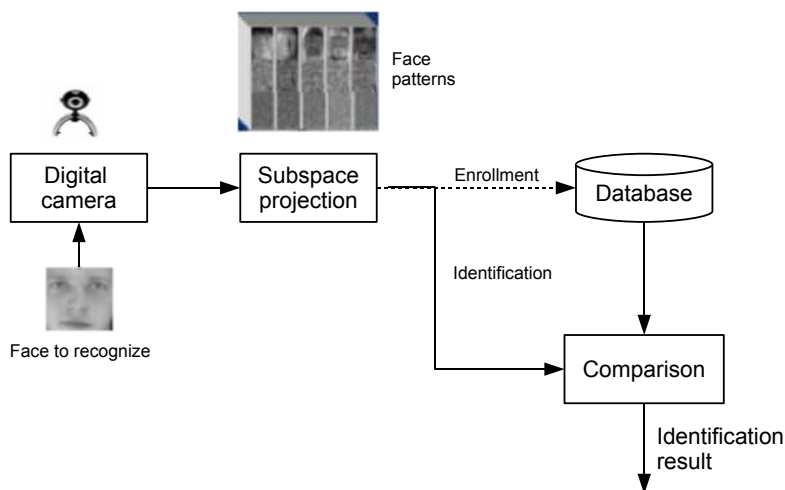 Face
patterns
Digital
camera
Subspace
projection
Enrollment
Database
Identification
Face to recognize
Comparison
Identification
result